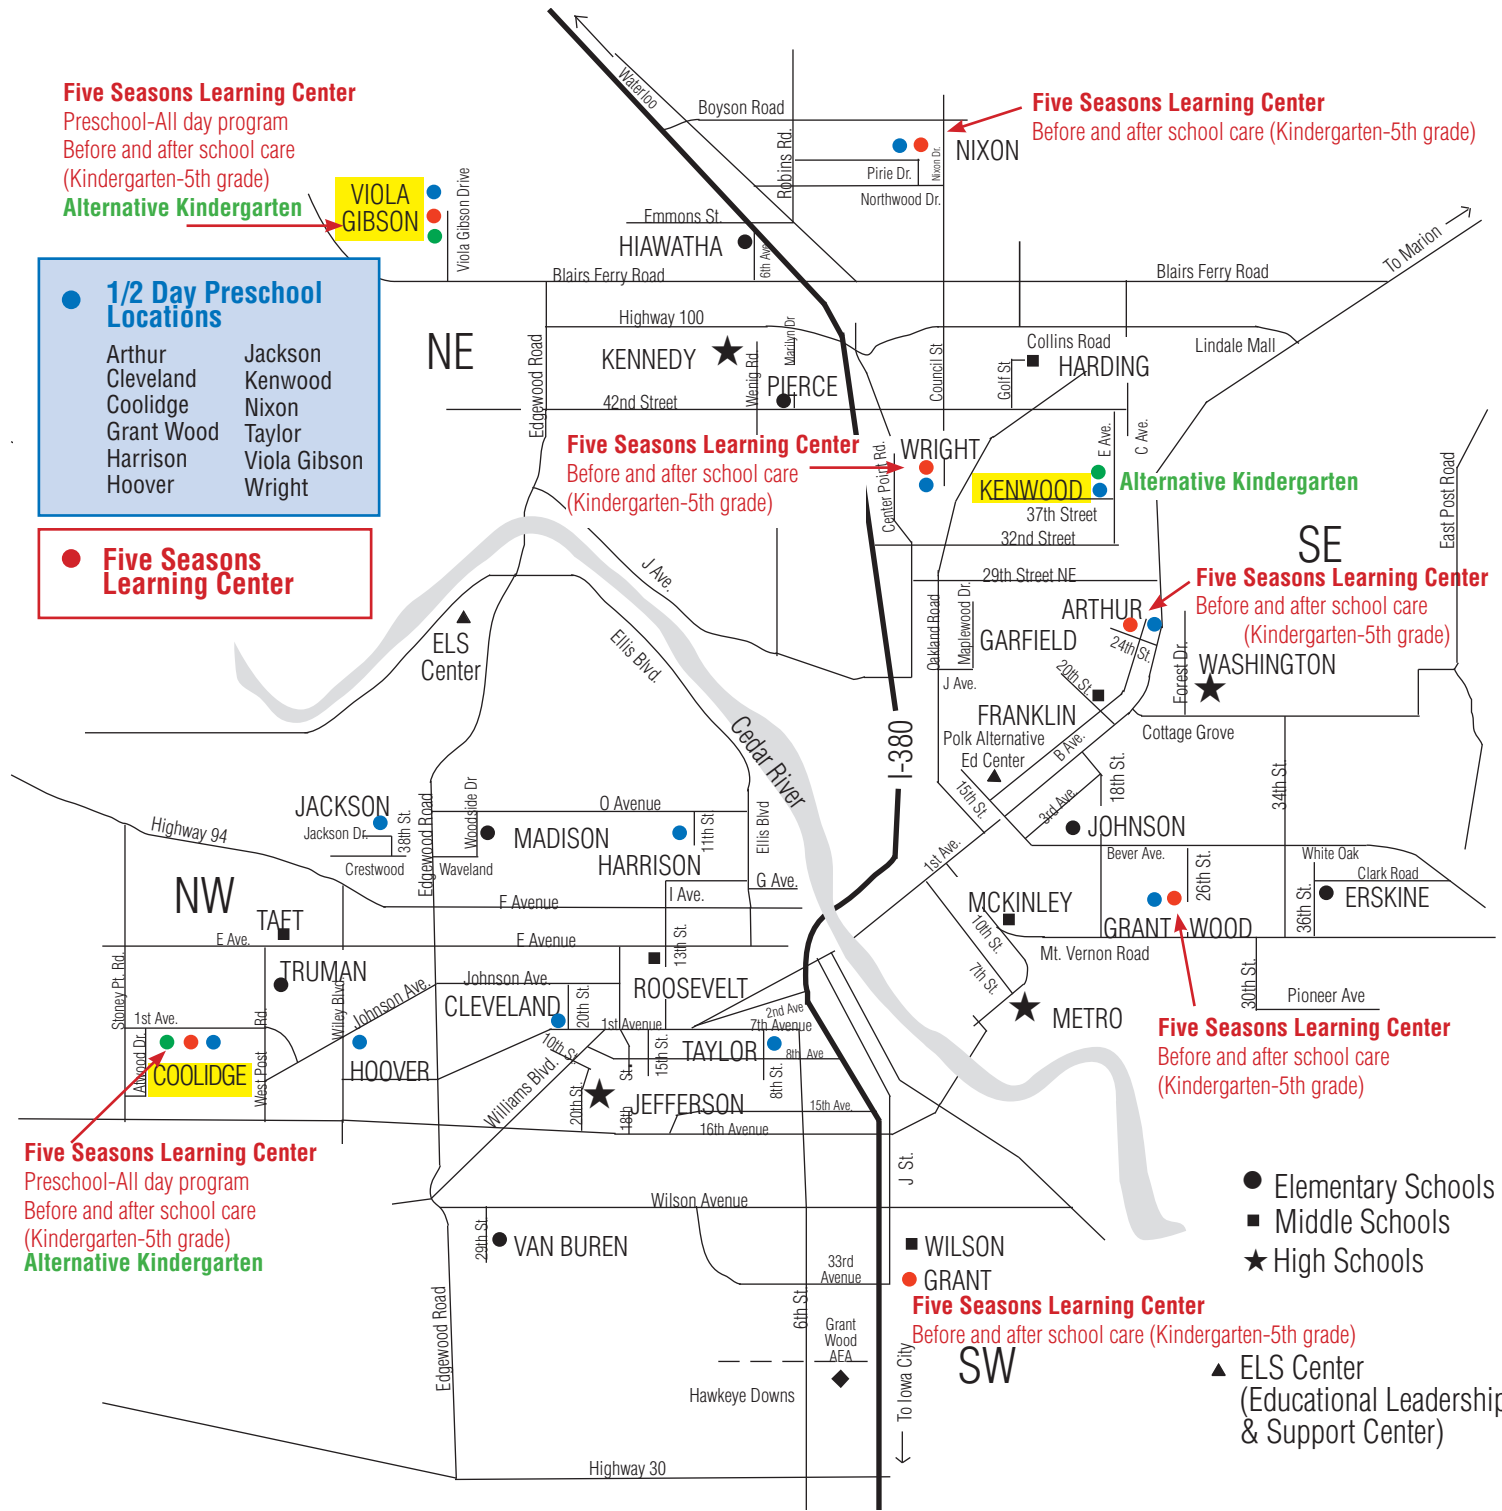 Five Seasons Learning Center
Preschool-All day program
Before and after school care
(Kindergarten-5th grade)
Alternative Kindergarten
VIOLA
GIBSON
Viola Gibson Drive
Waterloo
Boyson Road
Robins Rd.
Pirie Dr.
Nixon Dr.
Northwood Dr.
NIXON
Five Seasons Learning Center
Before and after school care (Kindergarten-5th grade)
Emmons St.
HIAWATHA
6th Ave
Blairs Ferry Road
Blairs Ferry Road
To Marion
1/2 Day Preschool
Locations
Arthur
Cleveland
Coolidge
Grant Wood
Harrison
Hoover
Jackson
Kenwood
Nixon
Taylor
Viola Gibson
Wright
Five Seasons
Learning Center
NE
Edgewood Road
Highway 100
KENNEDY
Wenig Rd.
Marilyn Dr
PIERCE
42nd Street
Council St
Golf St
Collins Road
HARDING
Lindale Mall
Five Seasons Learning Center
Before and after school care
(Kindergarten-5th grade)
Center Point Rd.
WRIGHT
E Ave.
C Ave.
KENWOOD
Alternative Kindergarten
37th Street
32nd Street
SE
East Post Road
29th Street NE
Five Seasons Learning Center
Before and after school care
(Kindergarten-5th grade)
J Ave.
Ellis Blvd.
ELS
Center
Oakland Road
Maplewood Dr.
ARTHUR
GARFIELD
24th St.
20th St.
Forest Dr.
WASHINGTON
J Ave.
FRANKLIN
Cottage Grove
Polk Alternative
Ed Center
B Ave.
Cedar River
I-380
15th St.
3rd Ave.
18th St.
34th St.
JOHNSON
Bever Ave.
1st Ave.
26th St.
White Oak
Clark Road
36th St.
ERSKINE
MCKINLEY
10th St.
7th St.
GRANT WOOD
Mt. Vernon Road
30th St.
Pioneer Ave
METRO
Five Seasons Learning Center
Before and after school care
(Kindergarten-5th grade)
Highway 94
JACKSON
Jackson Dr.
38th St.
Crestwood
Edgewood Road
Woodside Dr
Waveland
O Avenue
MADISON
HARRISON
11th St.
Ellis Blvd
G Ave.
I Ave.
F Avenue
NW
TAFT
E Ave.
E Avenue
13th St.
TRUMAN
Stoney Pt. Rd.
Wiley Blvd.
Johnson Ave.
Johnson Ave.
CLEVELAND
20th St.
ROOSEVELT
2nd Ave
1st Ave.
1st Avenue
7th Avenue
Atwood Dr.
COOLIDGE
West Post Rd.
HOOVER
10th St.
Williams Blvd.
15th St.
TAYLOR
8th Ave
8th St.
20th St.
18th St.
JEFFERSON
15th Ave.
16th Avenue
Five Seasons Learning Center
Preschool-All day program
Before and after school care
(Kindergarten-5th grade)
Alternative Kindergarten
J St.
Wilson Avenue
29th St.
VAN BUREN
33rd
Avenue
6th St.
WILSON
GRANT
Five Seasons Learning Center
Before and after school care (Kindergarten-5th grade)
Edgewood Road
Grant
Wood
AEA
Hawkeye Downs
To Iowa City
SW
Highway 30
Elementary Schools
Middle Schools
High Schools
ELS Center
(Educational Leadership
& Support Center)